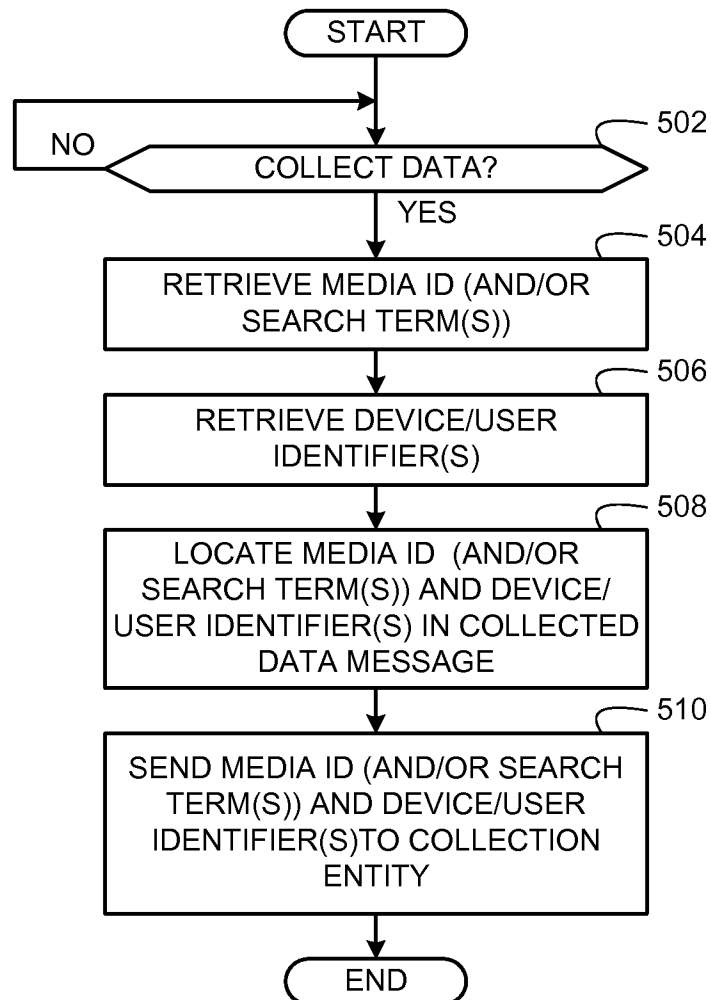 START
502
NO
COLLECT DATA?
YES
504
RETRIEVE MEDIA ID (AND/OR
SEARCH TERM(S))
506
RETRIEVE DEVICE/USER
IDENTIFIER(S)
508
LOCATE MEDIA ID (AND/OR
SEARCH TERM(S)) AND DEVICE/
USER IDENTIFIER(S) IN COLLECTED
DATA MESSAGE
510
SEND MEDIA ID (AND/OR SEARCH
TERM(S)) AND DEVICE/USER
IDENTIFIER(S)TO COLLECTION
ENTITY
END